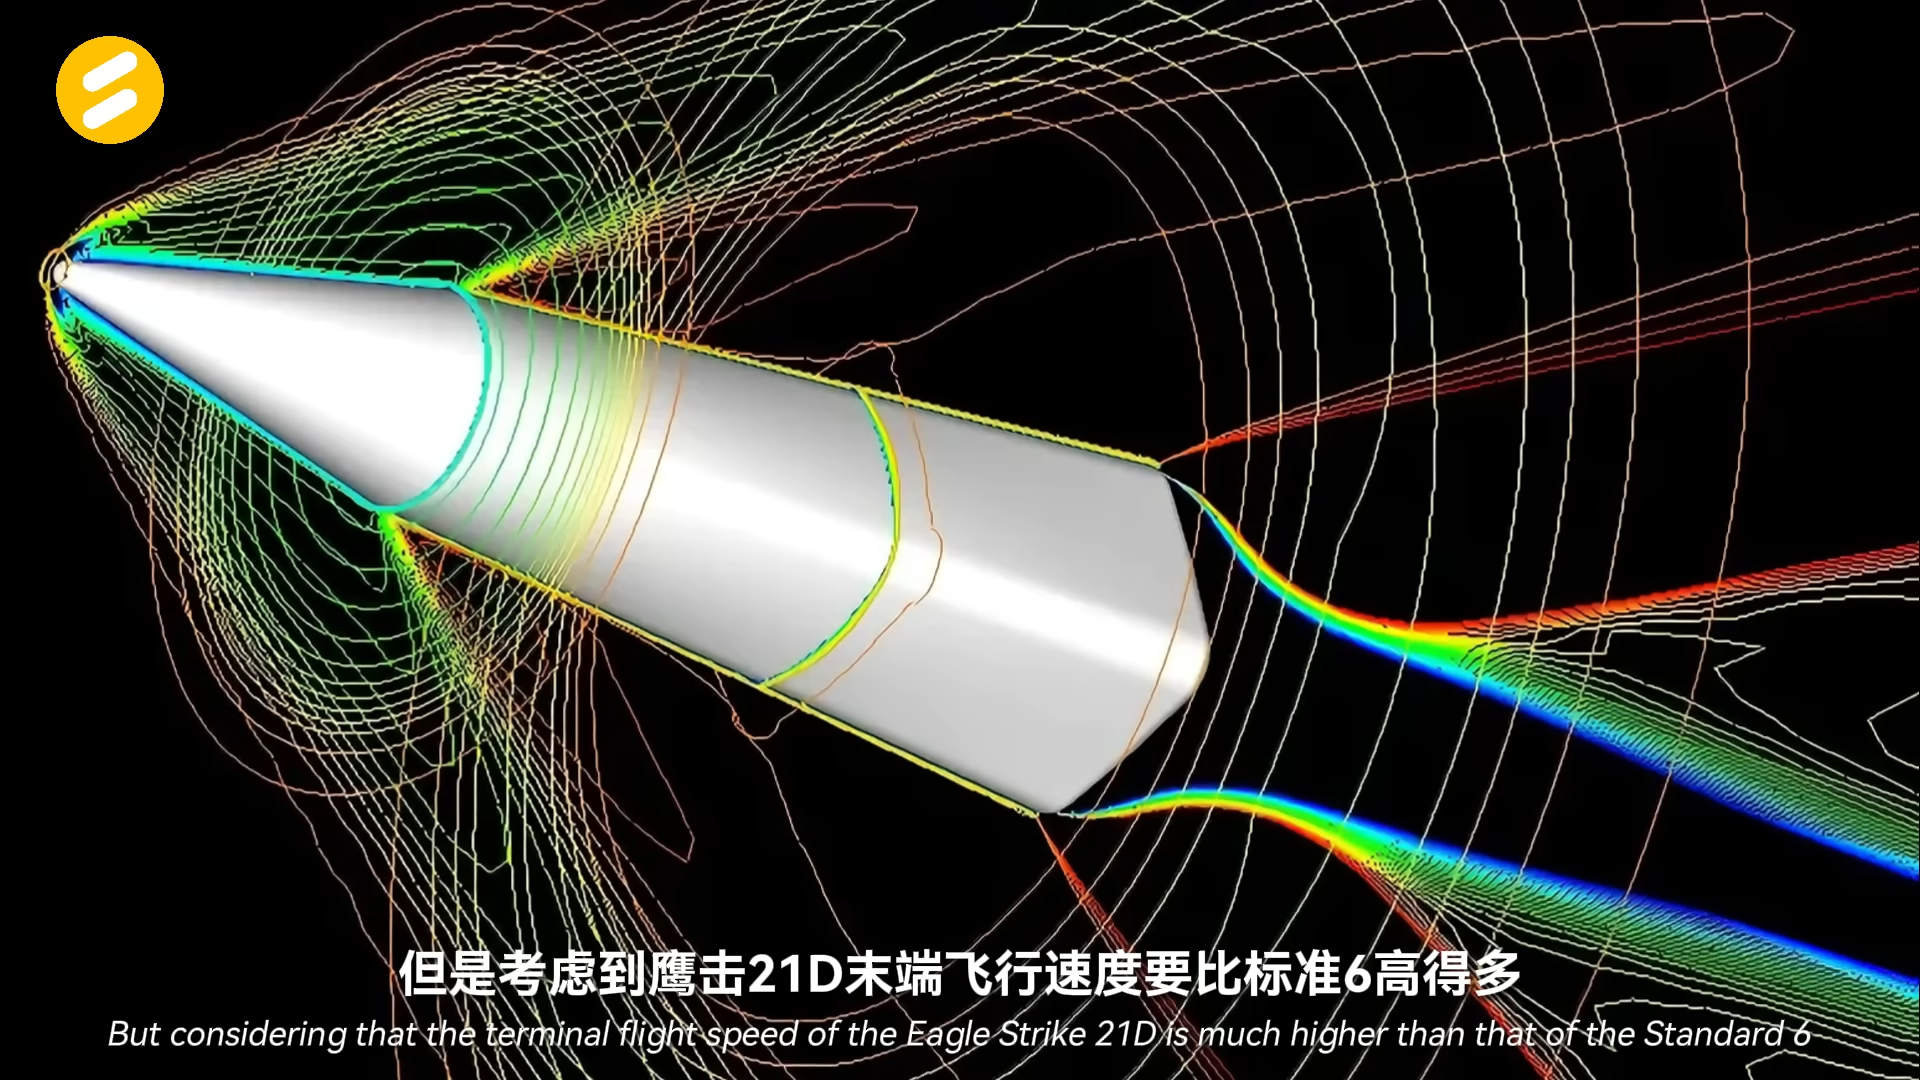 但是考虑到鹰击21D末端飞行速度要比标准6高得多
But considering that the terminal flight speed of the Eagle Strike 21D is much higher than that of the Standard 6